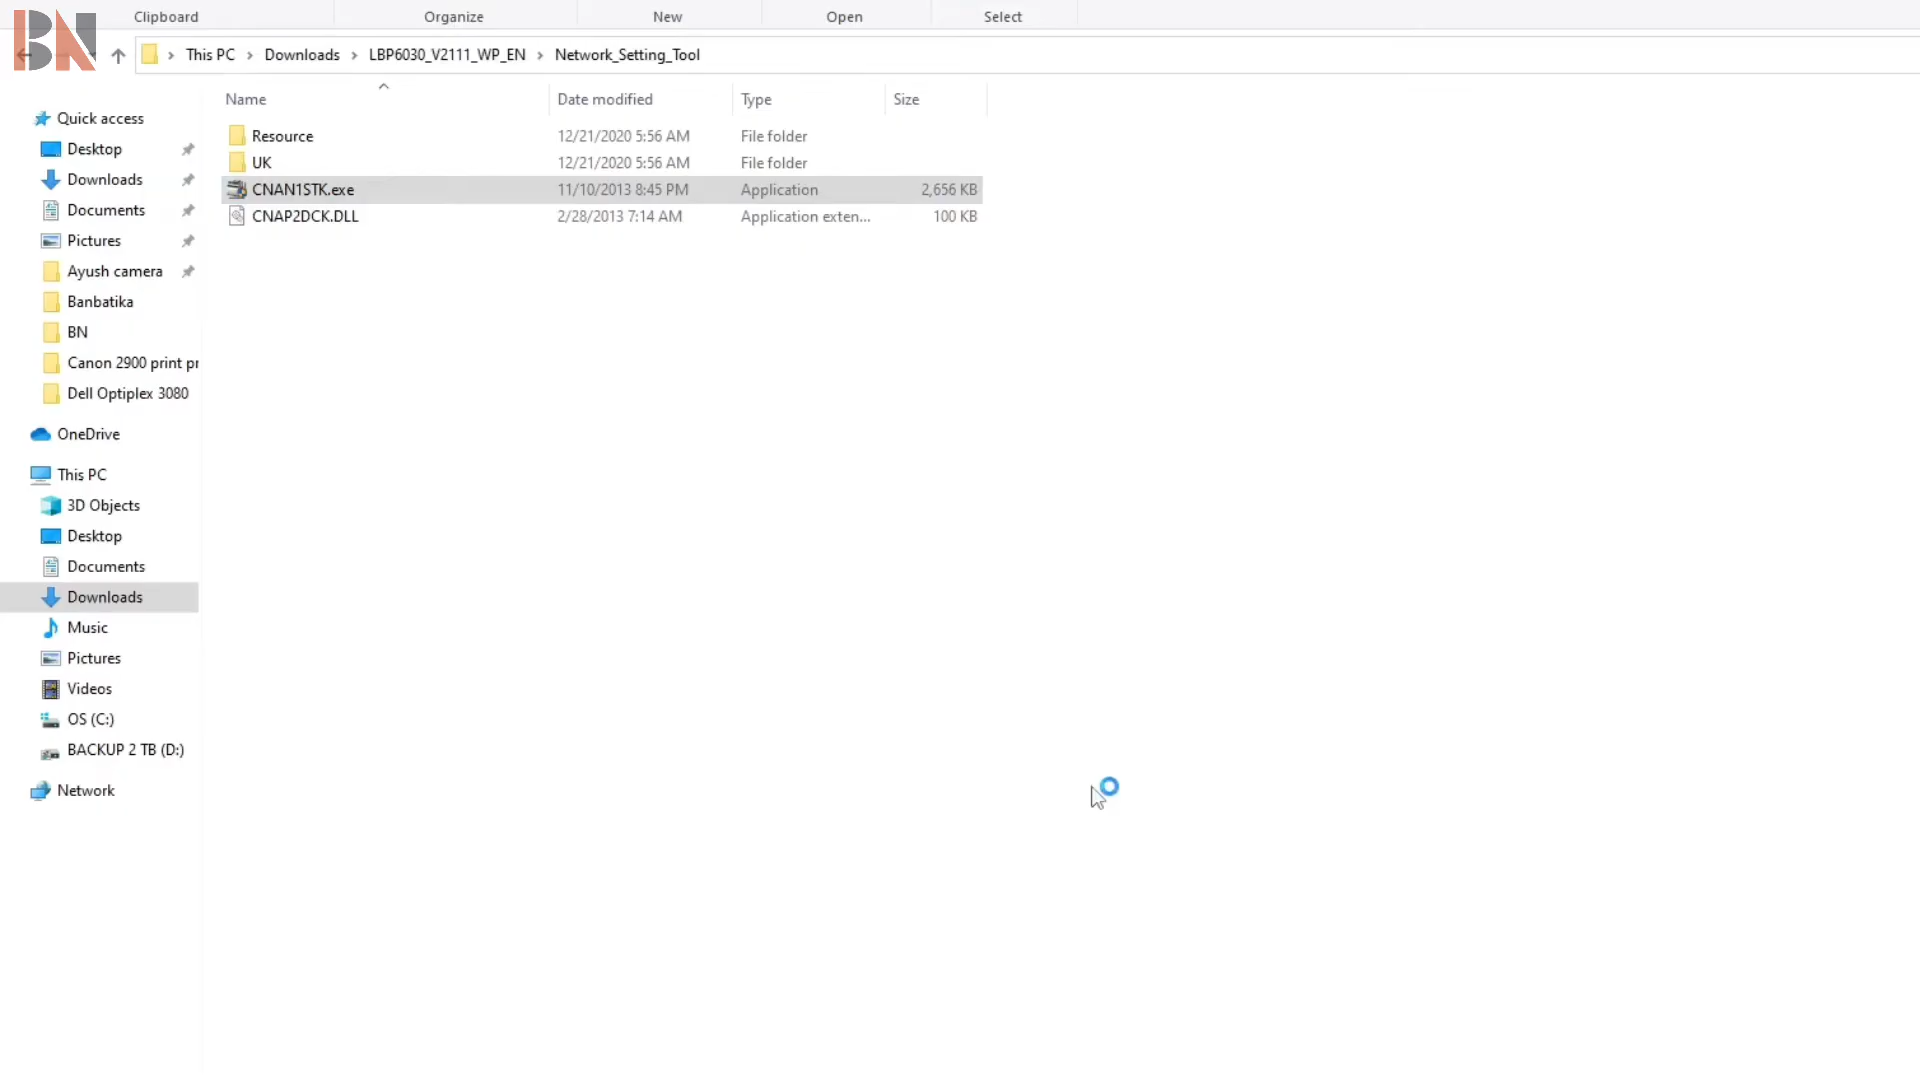 Clipboard Organize New Open Select
BN
This PC Downloads LBP6030_V2111_WP_EN Network_Setting_Tool
Name Date modified Type Size
Resource 12/21/2020 5:56 AM File folder
UK 12/21/2020 5:56 AM File folder
CNAN1STK.exe 11/10/2013 8:45 PM Application 2,656 KB
CNAP2DCK.DLL 2/28/2013 7:14 AM Application exten... 100 KB
Quick access
Desktop
Downloads
Documents
Pictures
Ayush camera
Banbatika
BN
Canon 2900 print pr
Dell Optiplex 3080
OneDrive
This PC
3D Objects
Desktop
Documents
Downloads
Music
Pictures
Videos
OS (C:)
BACKUP 2 TB (D:)
Network